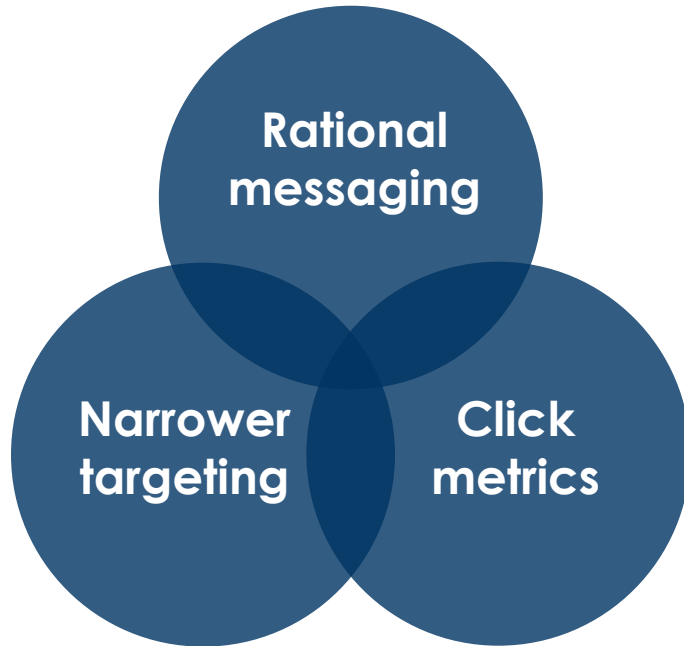 Rational
messaging
Narrower
targeting
Click
metrics